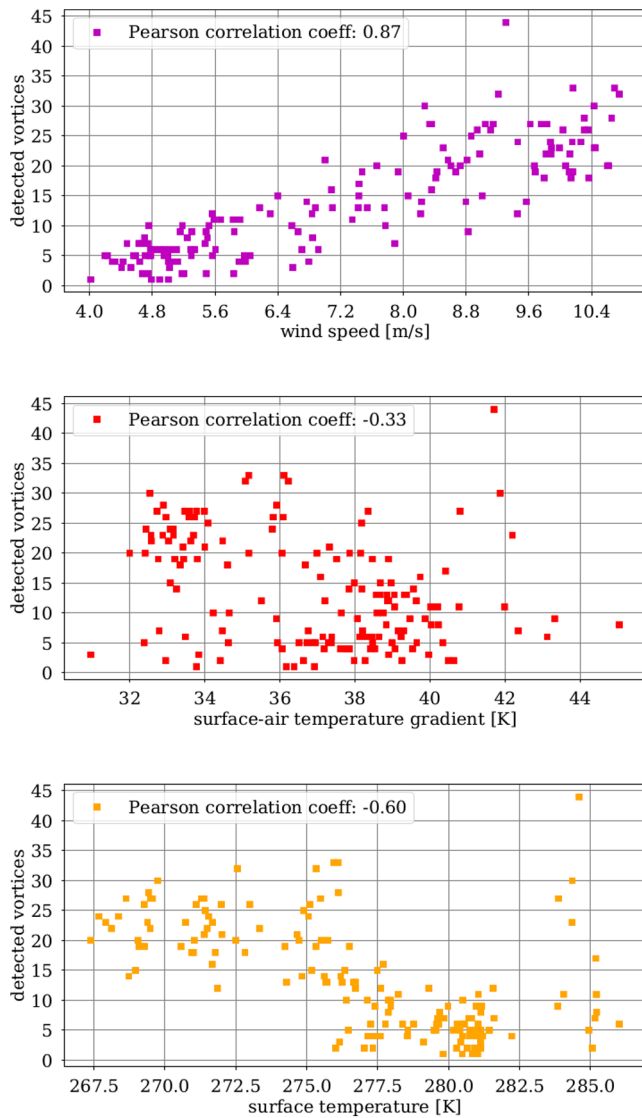 Pearson correlation coeff: 0.87
detected vortices
45
40
35
30
25
20
15
10
5
0
4.0 4.8 5.6 6.4 7.2 8.0 8.8 9.6 10.4
wind speed [m/s]
Pearson correlation coeff: -0.33
detected vortices
45
40
35
30
25
20
15
10
5
0
32 34 36 38 40 42 44
surface-air temperature gradient [K]
Pearson correlation coeff: -0.60
detected vortices
45
40
35
30
25
20
15
10
5
0
267.5 270.0 272.5 275.0 277.5 280.0 282.5 285.0
surface temperature [K]